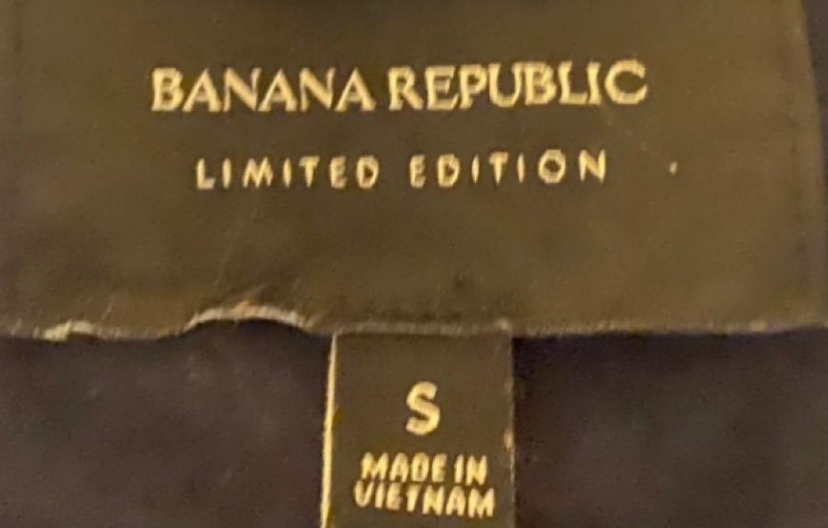 BANANA REPUBLIC
LIMITED EDITION
S
MADE IN
VIETNAM